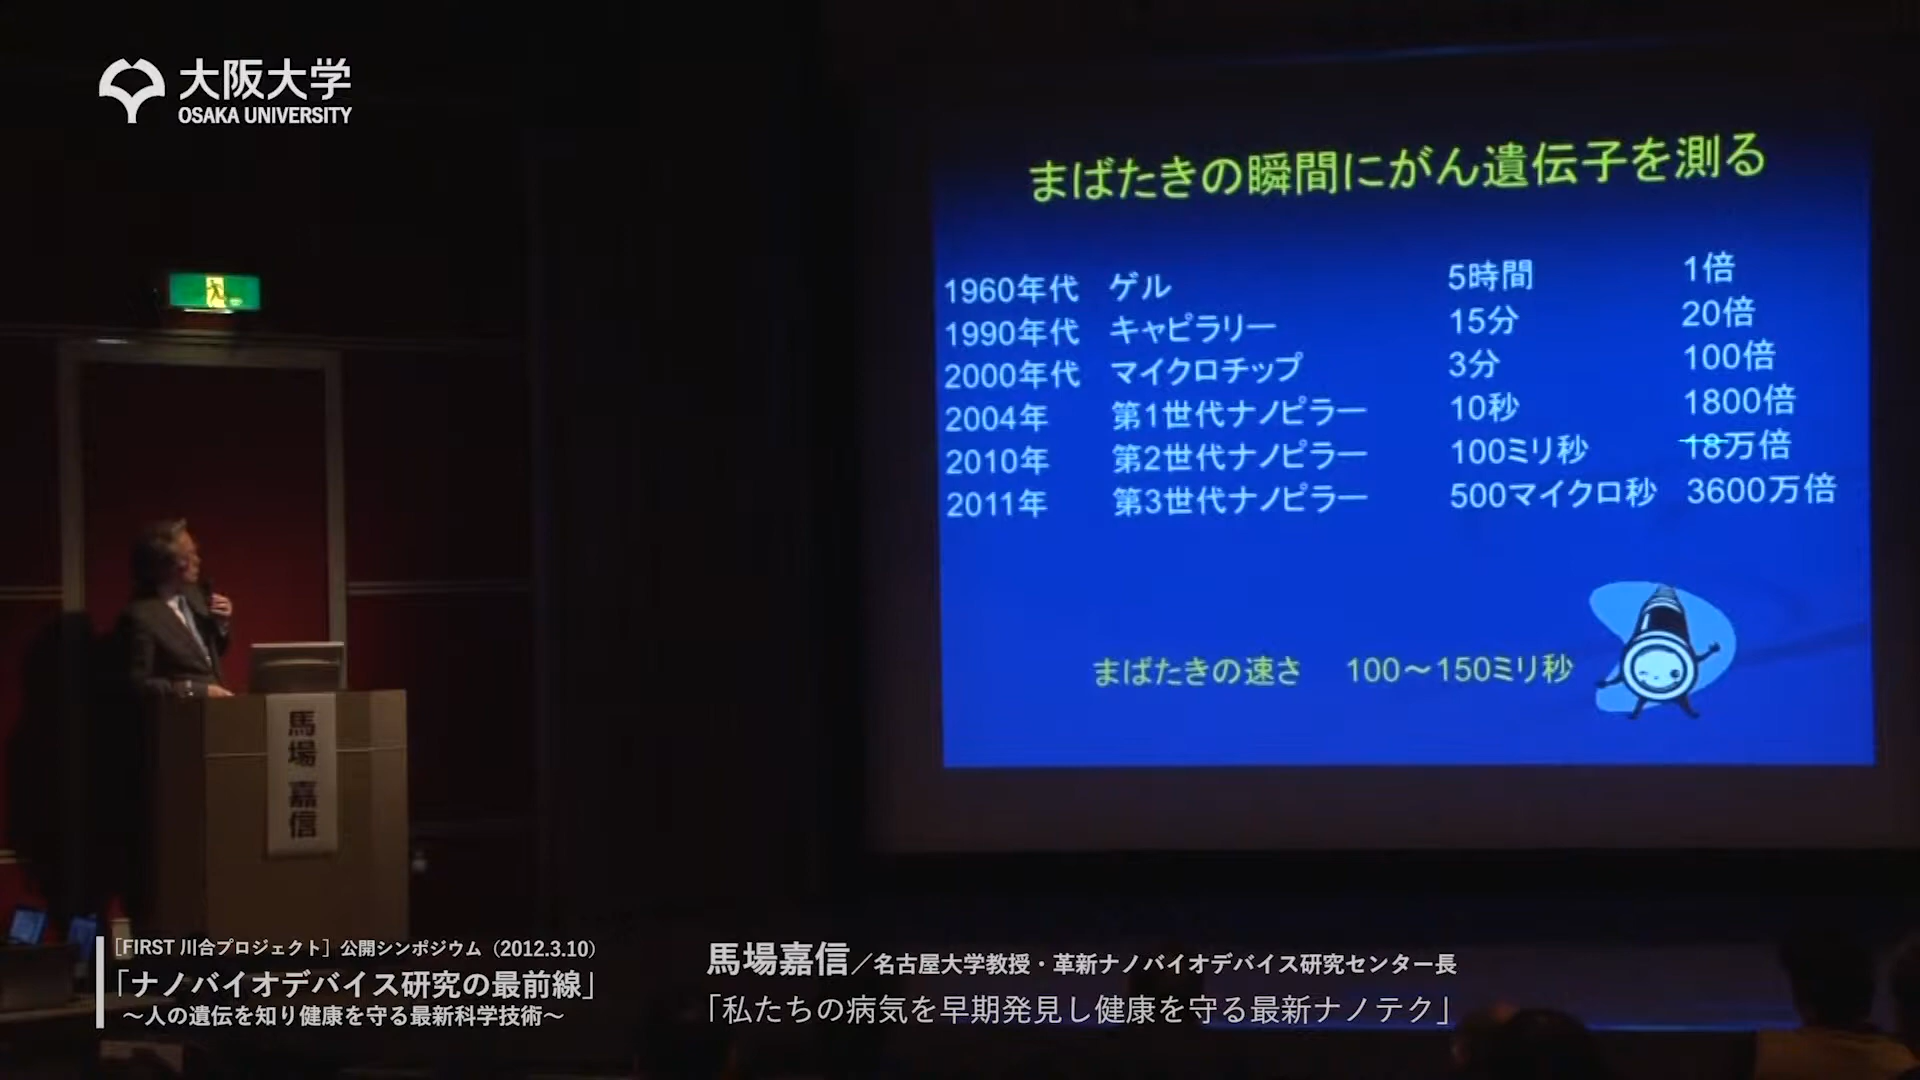 大阪大学
OSAKA UNIVERSITY
まばたきの瞬間にがん遺伝子を測る
1960年代 ゲル 5時間 1倍
1990年代 キャピラリー 15分 20倍
2000年代 マイクロチップ 3分 100倍
2004年 第1世代ナノピラー 10秒 1800倍
2010年 第2世代ナノピラー 100ミリ秒 18万倍
2011年 第3世代ナノピラー 500マイクロ秒 3600万倍
まばたきの速さ 100～150ミリ秒
馬場 嘉信
［FIRST 川合プロジェクト］公開シンポジウム（2012.3.10）
「ナノバイオデバイス研究の最前線」
～人の遺伝を知り健康を守る最新科学技術～
馬場嘉信／名古屋大学教授・革新ナノバイオデバイス研究センター長
「私たちの病気を早期発見し健康を守る最新ナノテク」